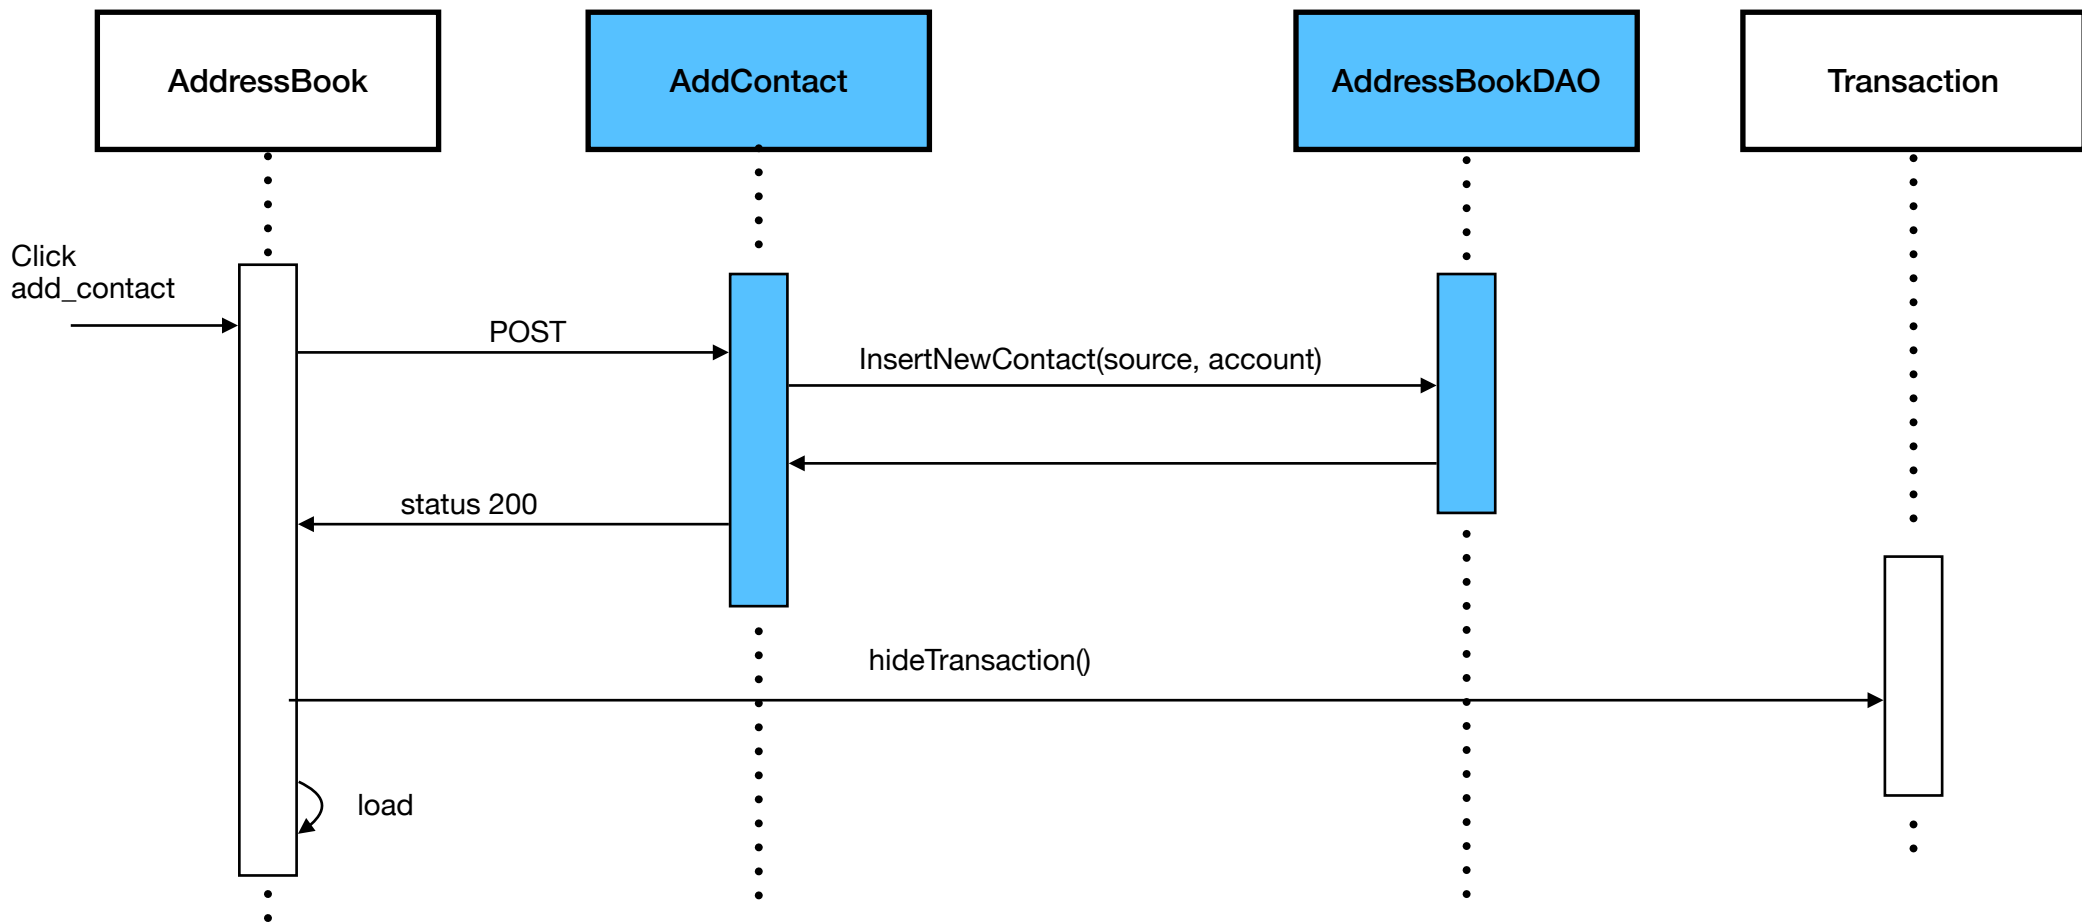 AddressBook
AddContact
AddressBookDAO
Transaction
Click
add_contact
POST
InsertNewContact(source, account)
status 200
hideTransaction()
load